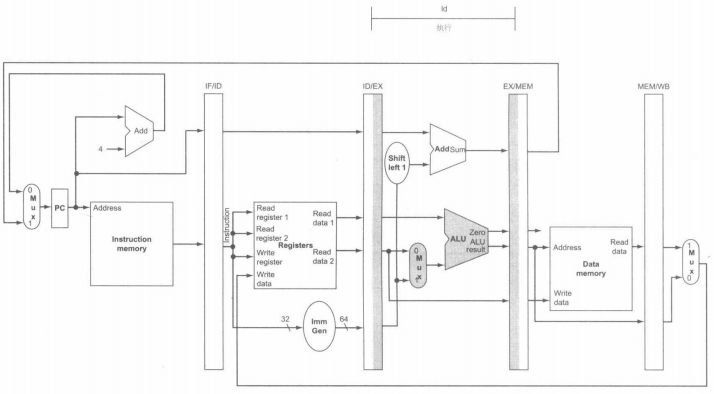 ld
执行
IF/ID
ID/EX
EX/MEM
MEM/WB
Add
4
Add Sum
Shift
left 1
0
M
u
x
1
PC
Address
Instruction
memory
Instruction
Read
register 1
Read
register 2
Write
register
Write
data
Registers
Read
data 1
Read
data 2
0
M
u
x
1
ALU
Zero
ALU
result
Address
Write
data
Read
data
Data
memory
1
M
u
x
0
32
Imm
Gen
64